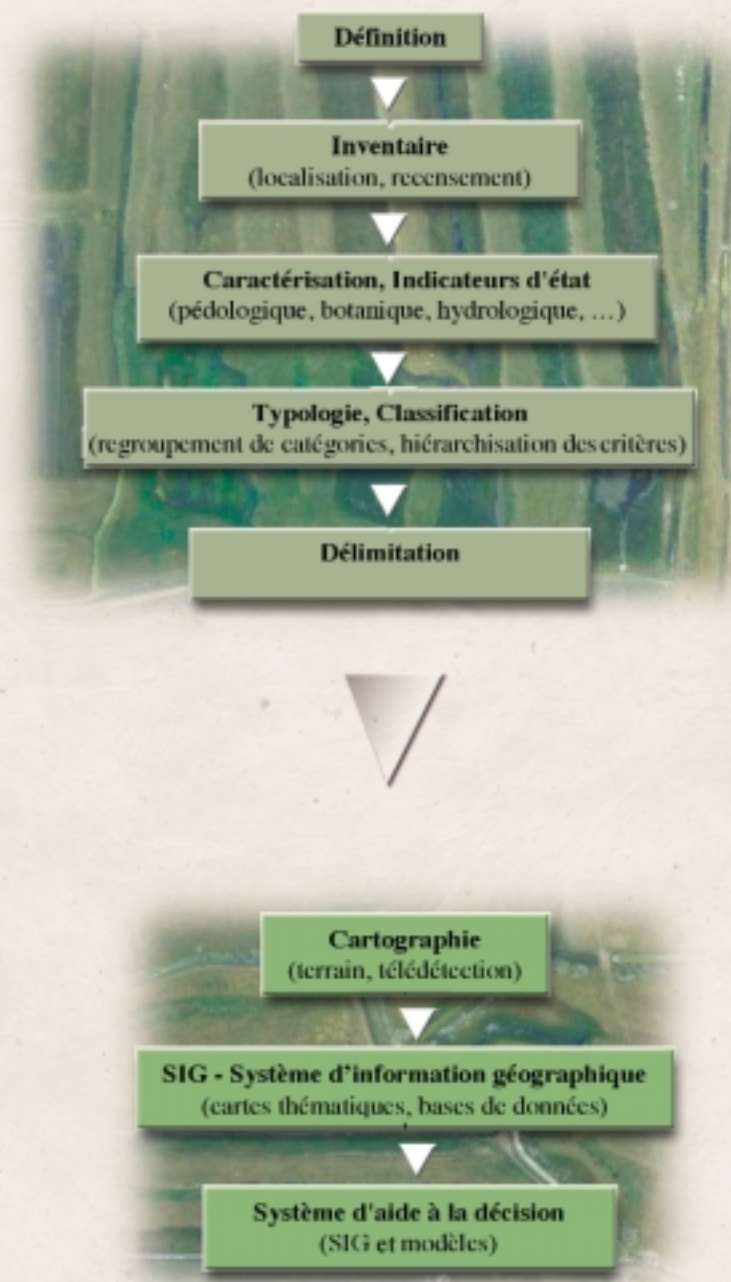 Définition
Inventaire
(localisation, recensement)
Caractérisation, Indicateurs d'état
(pédologique, botanique, hydrologique, …)
Typologie, Classification
(regroupement de catégories, hiérarchisation des critères)
Délimitation
Cartographie
(terrain, télédétection)
SIG - Système d’information géographique
(cartes thématiques, bases de données)
Système d'aide à la décision
(SIG et modèles)